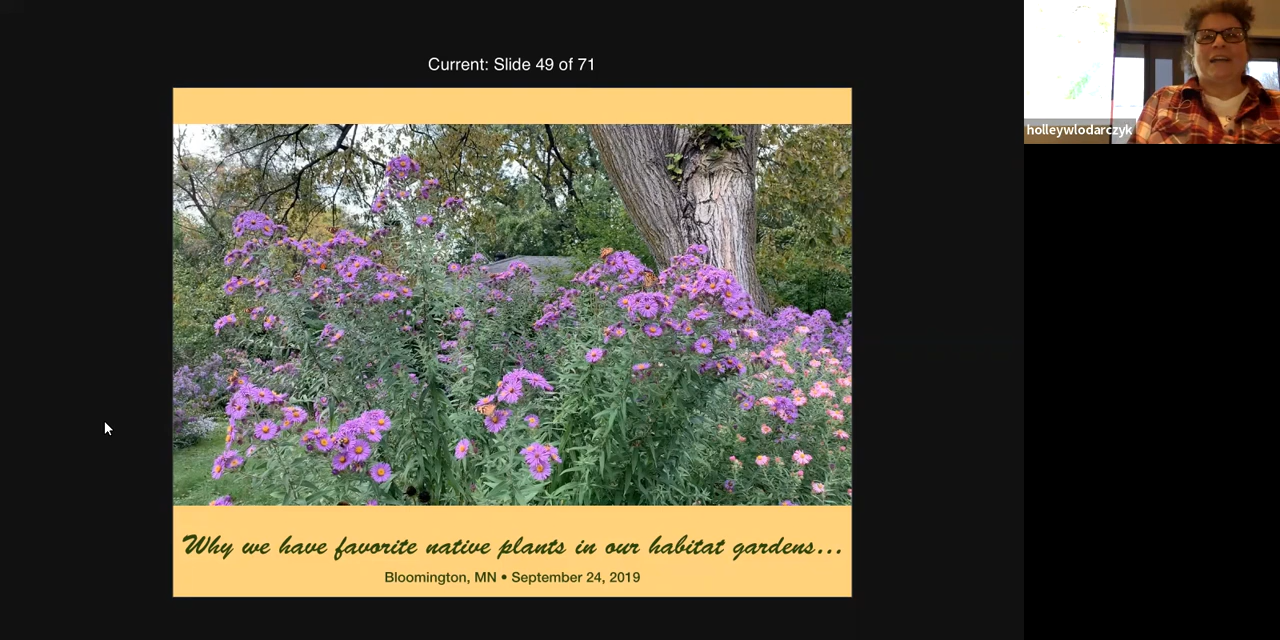 Current: Slide 49 of 71
holleywlodarczyk
Why we have favorite native plants in our habitat gardens...
Bloomington, MN • September 24, 2019